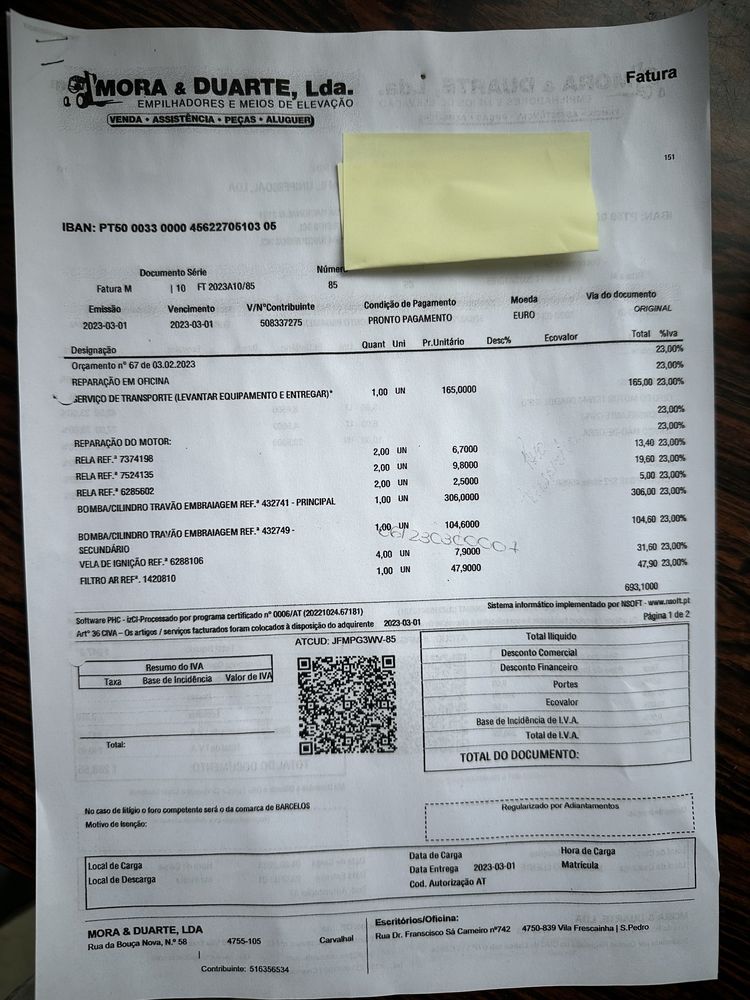 MORA & DUARTE, Lda.
EMPILHADORES E MEIOS DE ELEVAÇÃO
VENDA • ASSISTÊNCIA • PEÇAS • ALUGUER
Fatura
151
IBAN: PT50 0033 0000 45622705103 05
Documento Série
Fatura M | 10 FT 2023A10/85 85
Emissão Vencimento V/NºContribuinte Condição de Pagamento Moeda Via do documento
2023-03-01 2023-03-01 508337275 PRONTO PAGAMENTO EURO ORIGINAL
Designação Quant Uni Pr.Unitário Desc% Ecovalor Total %Iva
Orçamento nº 67 de 03.02.2023 23,00%
REPARAÇÃO EM OFICINA 23,00%
SERVIÇO DE TRANSPORTE (LEVANTAR EQUIPAMENTO E ENTREGAR)* 1,00 UN 165,0000 165,00 23,00%
23,00%
REPARAÇÃO DO MOTOR: 23,00%
RELA REF.ª 7374198 2,00 UN 6,7000 13,40 23,00%
RELA REF.ª 7524135 2,00 UN 9,8000 19,60 23,00%
RELA REF.ª 6285602 2,00 UN 2,5000 5,00 23,00%
BOMBA/CILINDRO TRAVÃO EMBRAIAGEM REF.ª 432741 - PRINCIPAL 1,00 UN 306,0000 306,00 23,00%
BOMBA/CILINDRO TRAVÃO EMBRAIAGEM REF.ª 432749 - 1,00 UN 104,6000 104,60 23,00%
SECUNDÁRIO
VELA DE IGNIÇÃO REF.ª 6288106 4,00 UN 7,9000 31,60 23,00%
FILTRO AR REFª. 1420810 1,00 UN 47,9000 47,90 23,00%
693,1000
Software PHC - izCI-Processado por programa certificado nº 0006/AT (20221024.67181) Sistema informático implementado por NSOFT - www.nsoft.pt
Artº 36 CIVA – Os artigos / serviços facturados foram colocados à disposição do adquirente 2023-03-01 Página 1 de 2
ATCUD: JFMPG3WV-85
Resumo do IVA
Taxa Base de Incidência Valor de IVA
Total:
Total Ilíquido
Desconto Comercial
Desconto Financeiro
Portes
Ecovalor
Base de Incidência de I.V.A.
Total de I.V.A.
TOTAL DO DOCUMENTO:
No caso de litígio o foro competente será o da comarca de BARCELOS
Motivo de Isenção:
Regularizado por Adiantamentos
Local de Carga Data de Carga Hora de Carga
Local de Descarga Data Entrega 2023-03-01 Matricula
Cod. Autorização AT
MORA & DUARTE, LDA
Rua da Bouça Nova, N.º 58 4755-105 Carvalhal
Contribuinte: 516356534
Escritórios/Oficina:
Rua Dr. Franscisco Sá Carneiro nº742 4750-839 Vila Frescainha | S.Pedro